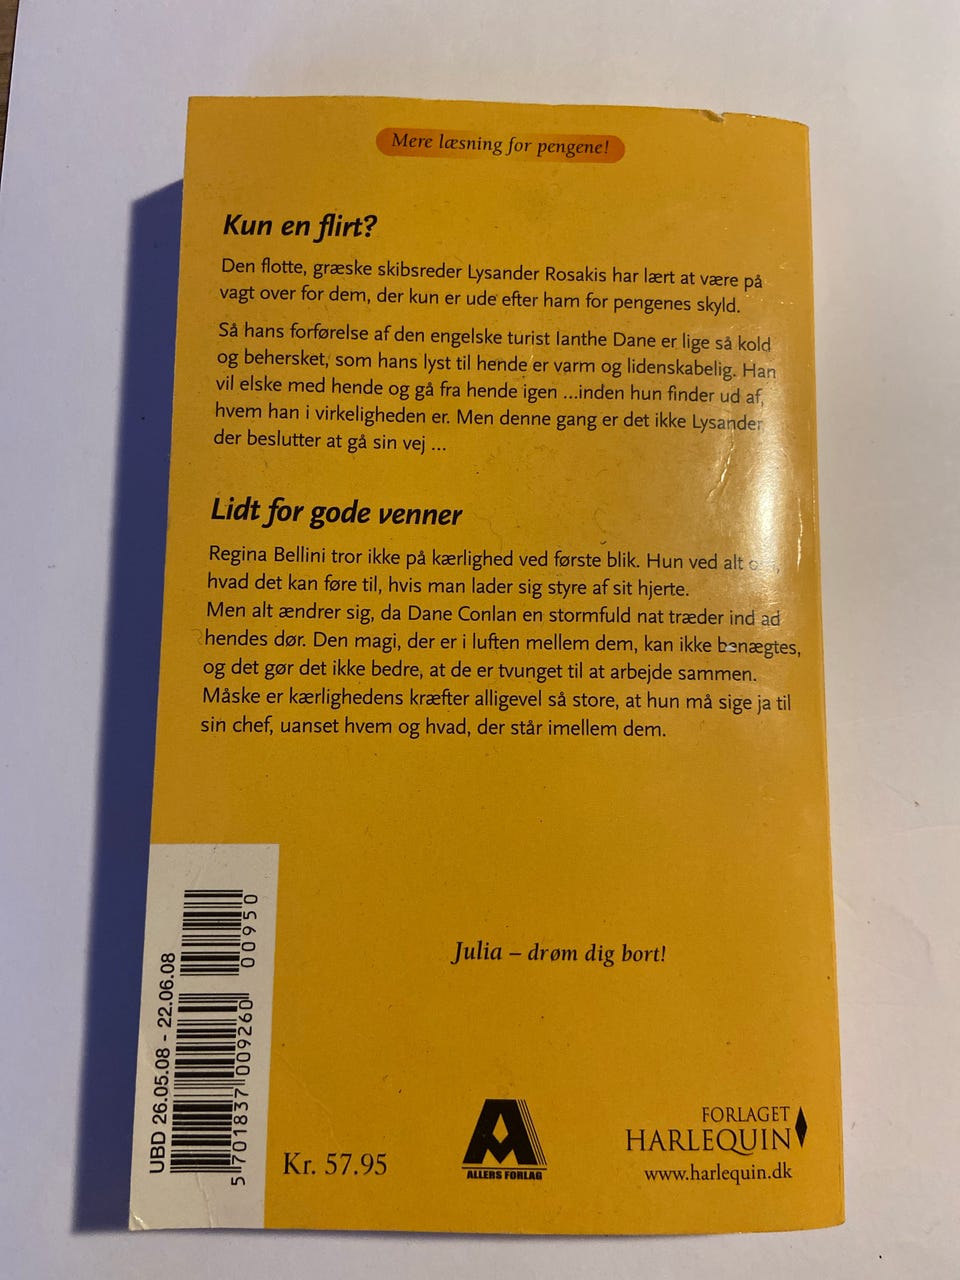 Mere læsning for pengene!
Kun en flirt?
Den flotte, græske skibsreder Lysander Rosakis har lært at være på
vagt over for dem, der kun er ude efter ham for pengenes skyld.
Så hans forførelse af den engelske turist Ianthe Dane er lige så kold
og behersket, som hans lyst til hende er varm og lidenskabelig. Han
vil elske med hende og gå fra hende igen ...inden hun finder ud af,
hvem han i virkeligheden er. Men denne gang er det ikke Lysander,
der beslutter at gå sin vej ...
Lidt for gode venner
Regina Bellini tror ikke på kærlighed ved første blik. Hun ved alt
hvad det kan føre til, hvis man lader sig styre af sit hjerte.
Men alt ændrer sig, da Dane Conlan en stormfuld nat træder ind ad
hendes dør. Den magi, der er i luften mellem dem, kan ikke benægtes,
og det gør det ikke bedre, at de er tvunget til at arbejde sammen.
Måske er kærlighedens kræfter alligevel så store, at hun må sige ja til
sin chef, uanset hvem og hvad, der står imellem dem.
Julia – drøm dig bort!
UBD 26.05.08 - 22.06.08
5 701837 009260
00950
Kr. 57.95
A
ALLERS FORLAG
FORLAGET
HARLEQUIN
www.harlequin.dk